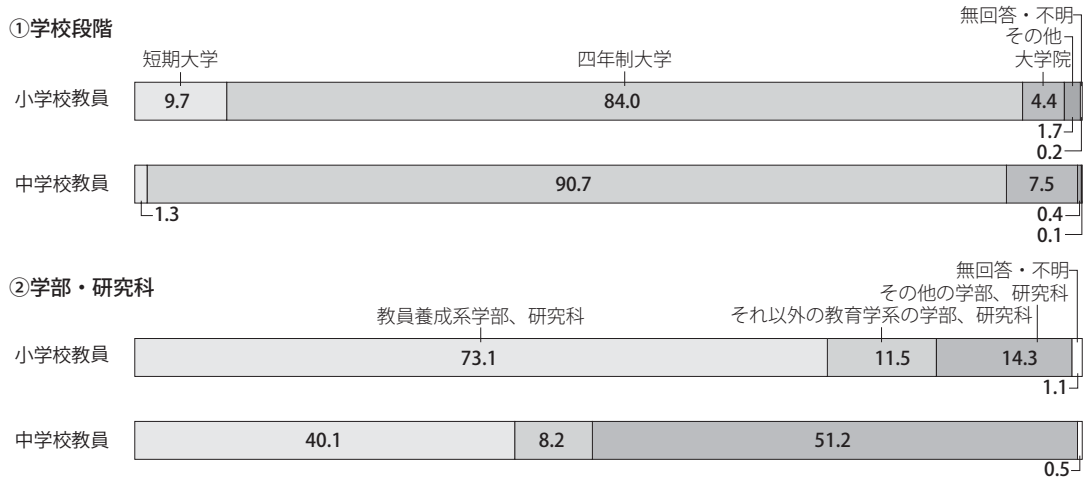 ①学校段階
無回答・不明
その他
短期大学 四年制大学 大学院
小学校教員 9.7 84.0 4.4
1.7
0.2
中学校教員 90.7 7.5
1.3 0.4
0.1
②学部・研究科
無回答・不明
その他の学部、研究科
教員養成系学部、研究科 それ以外の教育学系の学部、研究科
小学校教員 73.1 11.5 14.3
1.1
中学校教員 40.1 8.2 51.2
0.5